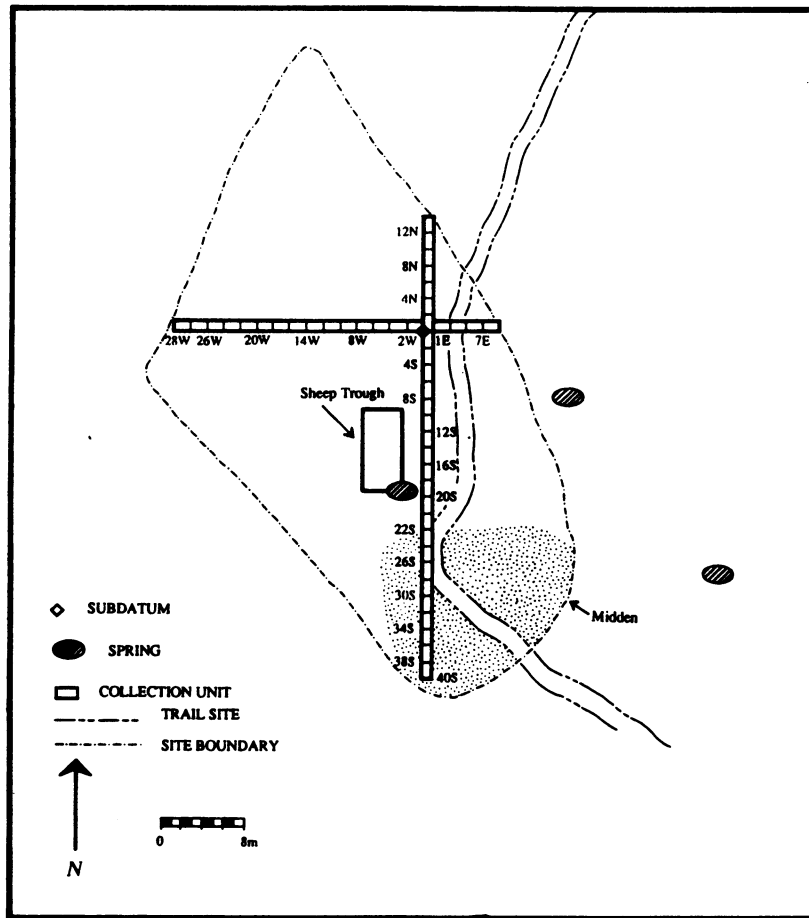 12N
8N
4N
28W 26W 20W 14W 8W 2W 1E 7E
4S
Sheep Trough
8S
12S
16S
20S
22S
26S
30S
34S
38S
40S
Midden
SUBDATUM
SPRING
COLLECTION UNIT
TRAIL SITE
SITE BOUNDARY
N
0 8m